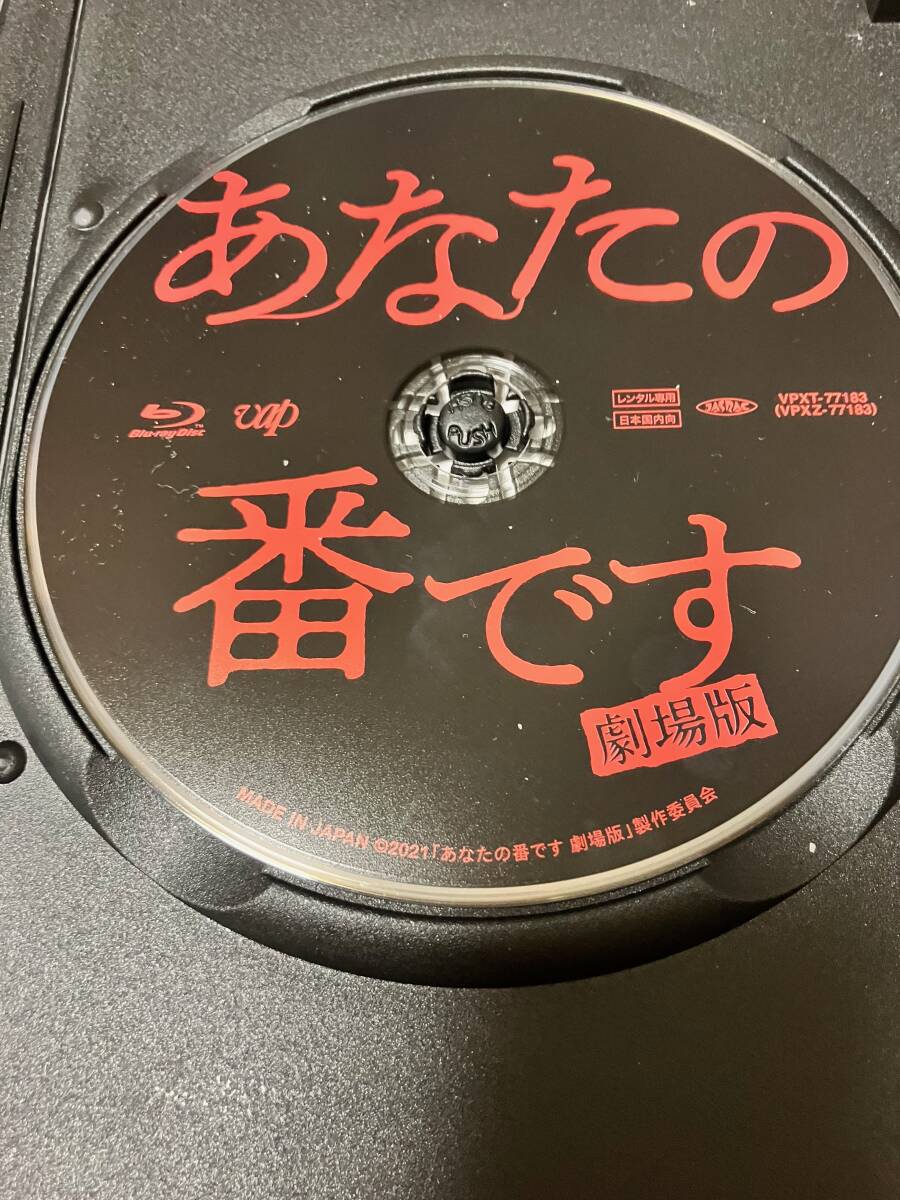 あなたの
Blu-ray Disc
vap
レンタル専用
日本国内向
JASRAC
VPXT-77183
(VPXZ-77183)
PUSH
番です
劇場版
MADE IN JAPAN ©2021「あなたの番です 劇場版」製作委員会